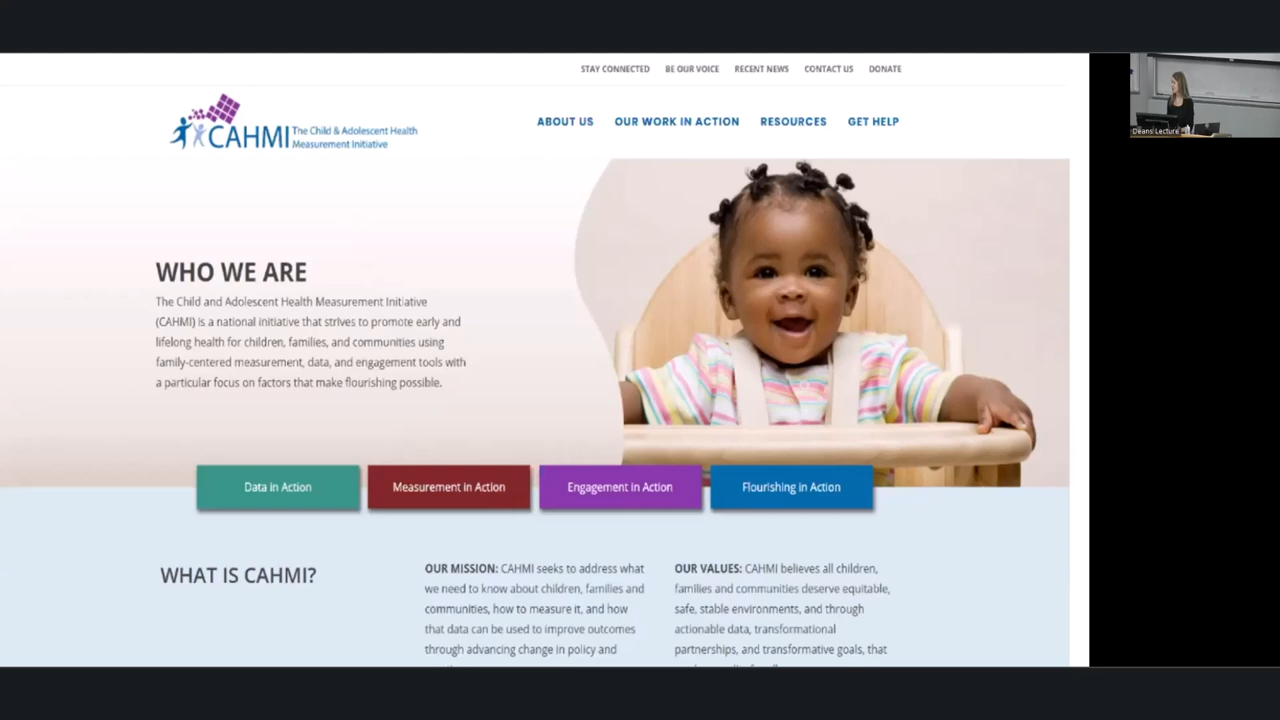 STAY CONNECTED BE OUR VOICE RECENT NEWS CONTACT US DONATE
CAHMI The Child & Adolescent Health
Measurement Initiative
ABOUT US OUR WORK IN ACTION RESOURCES GET HELP
Deans Lecture
WHO WE ARE
The Child and Adolescent Health Measurement Initiative
(CAHMI) is a national initiative that strives to promote early and
lifelong health for children, families, and communities using
family-centered measurement, data, and engagement tools with
a particular focus on factors that make flourishing possible.
Data in Action
Measurement in Action
Engagement in Action
Flourishing in Action
WHAT IS CAHMI?
OUR MISSION: CAHMI seeks to address what
we need to know about children, families and
communities, how to measure it, and how
that data can be used to improve outcomes
through advancing change in policy and
OUR VALUES: CAHMI believes all children,
families and communities deserve equitable,
safe, stable environments, and through
actionable data, transformational
partnerships, and transformative goals, that